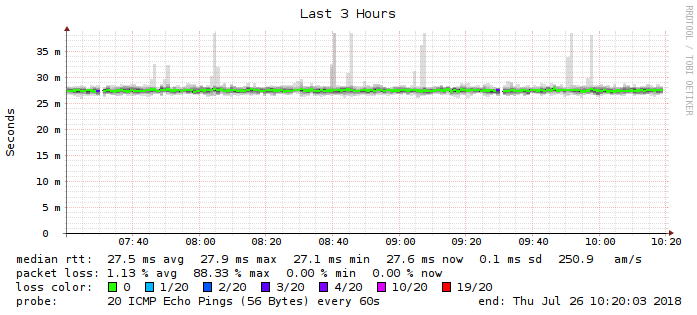 Last 3 Hours
RRDTOOL / TOBI OETIKER
Seconds
35 m
30 m
25 m
20 m
15 m
10 m
5 m
0
07:40 08:00 08:20 08:40 09:00 09:20 09:40 10:00 10:20
median rtt: 27.5 ms avg 27.9 ms max 27.1 ms min 27.6 ms now 0.1 ms sd 250.9 am/s
packet loss: 1.13 % avg 88.33 % max 0.00 % min 0.00 % now
loss color: 0 1/20 2/20 3/20 4/20 10/20 19/20
probe: 20 ICMP Echo Pings (56 Bytes) every 60s end: Thu Jul 26 10:20:03 2018